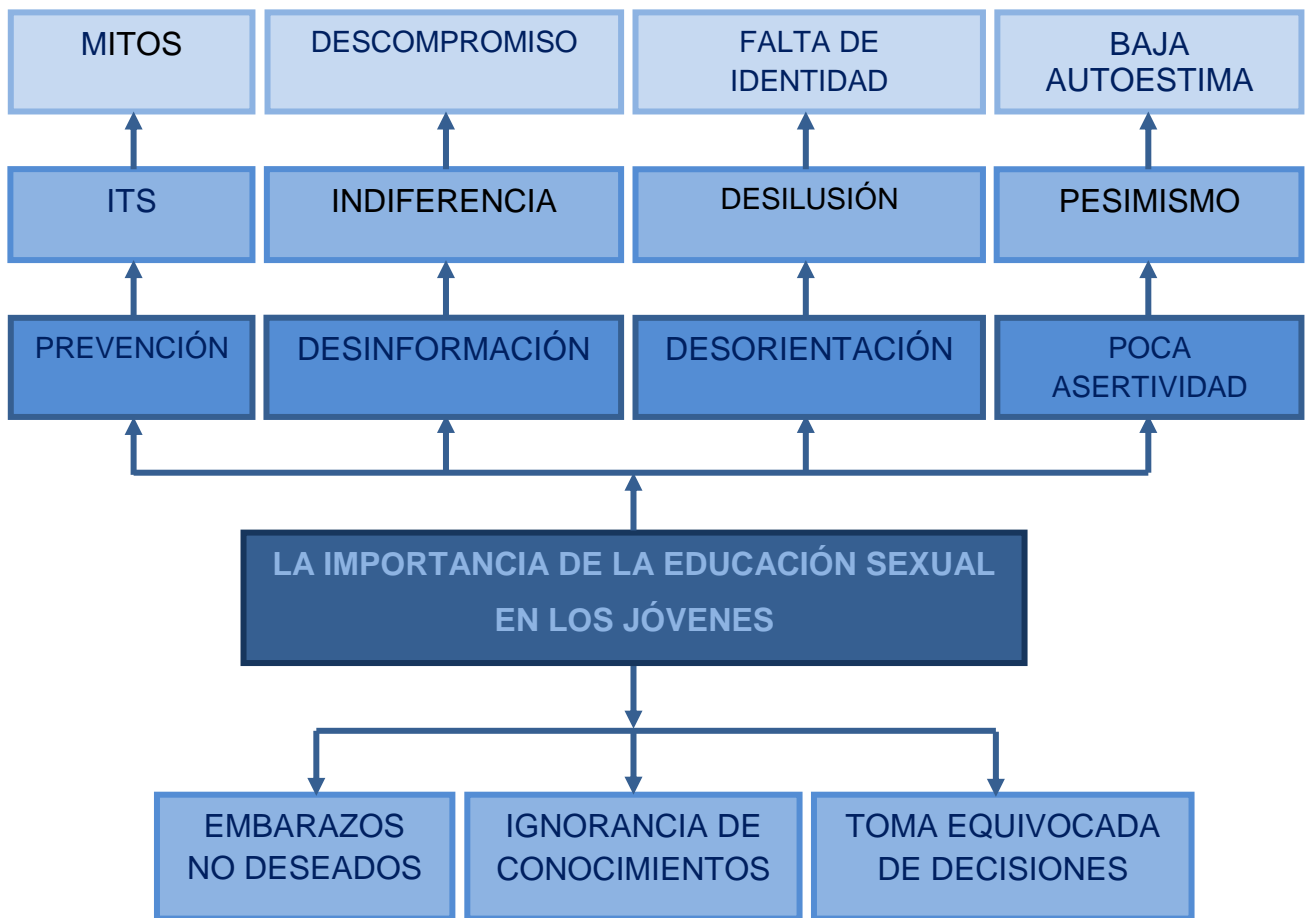 MITOS
DESCOMPROMISO
FALTA DE
IDENTIDAD
BAJA
AUTOESTIMA
ITS
INDIFERENCIA
DESILUSIÓN
PESIMISMO
PREVENCIÓN
DESINFORMACIÓN
DESORIENTACIÓN
POCA
ASERTIVIDAD
LA IMPORTANCIA DE LA EDUCACIÓN SEXUAL
EN LOS JÓVENES
EMBARAZOS
NO DESEADOS
IGNORANCIA DE
CONOCIMIENTOS
TOMA EQUIVOCADA
DE DECISIONES